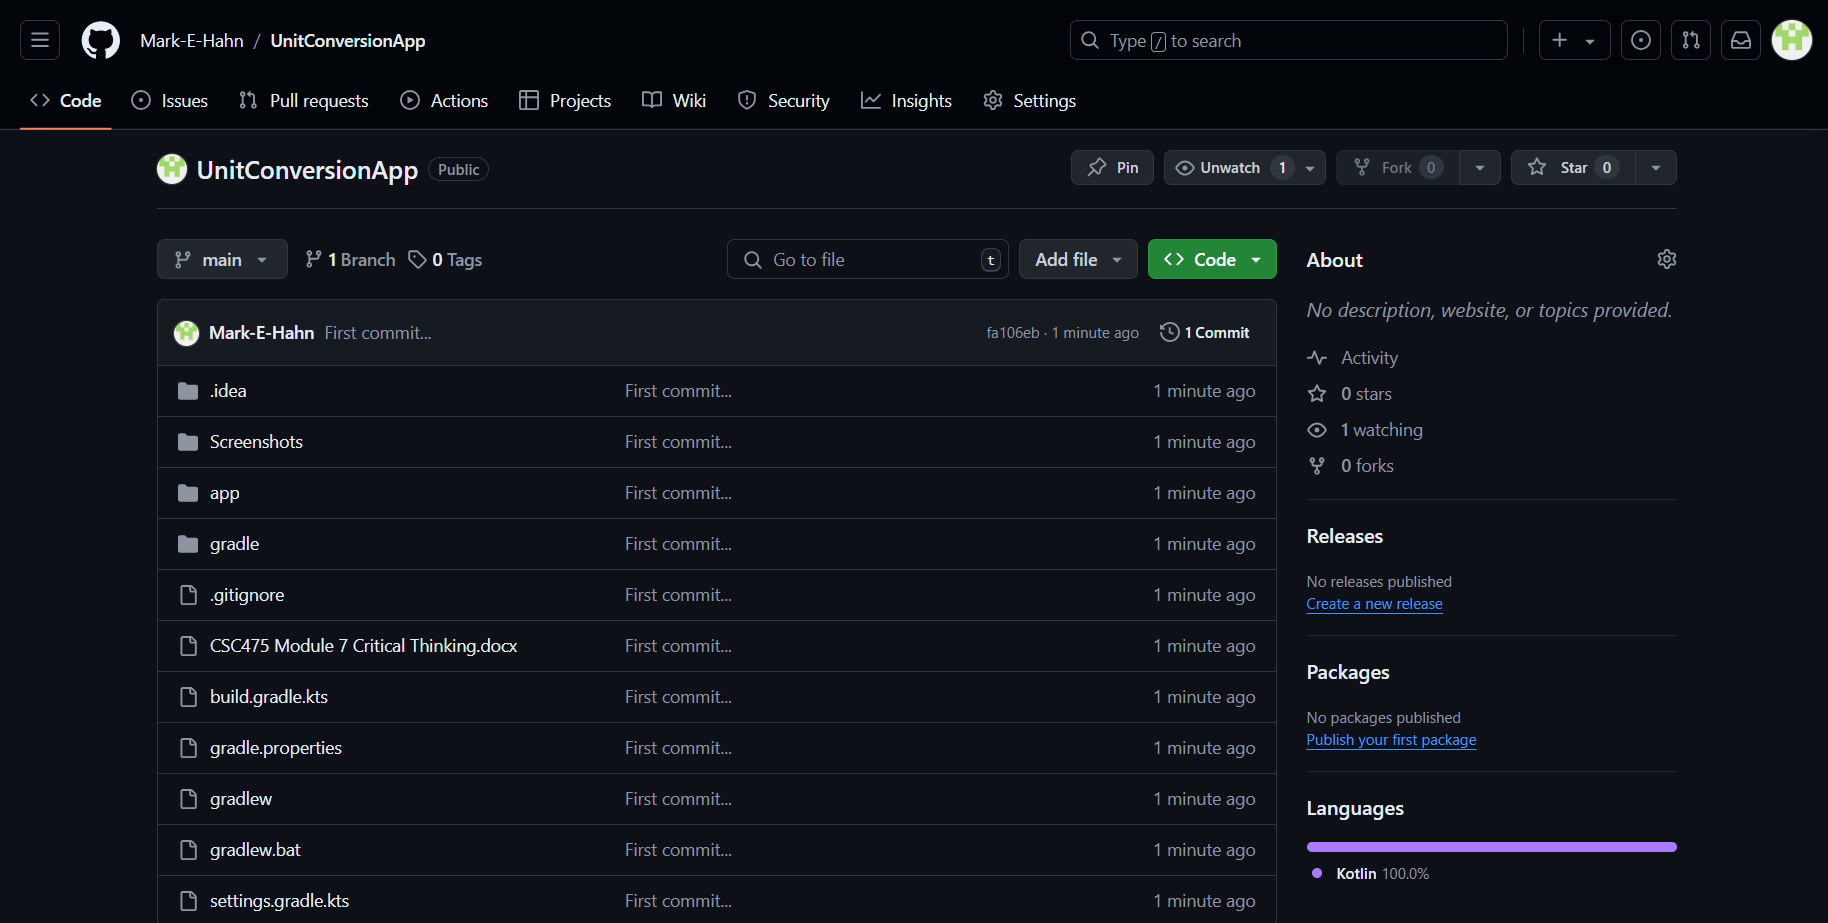 Mark-E-Hahn / UnitConversionApp
Type / to search
Code Issues Pull requests Actions Projects Wiki Security Insights Settings
UnitConversionApp Public
Pin Unwatch 1 Fork 0 Star 0
main 1 Branch 0 Tags
Go to file t Add file Code
Mark-E-Hahn First commit... fa106eb · 1 minute ago 1 Commit
.idea First commit... 1 minute ago
Screenshots First commit... 1 minute ago
app First commit... 1 minute ago
gradle First commit... 1 minute ago
.gitignore First commit... 1 minute ago
CSC475 Module 7 Critical Thinking.docx First commit... 1 minute ago
build.gradle.kts First commit... 1 minute ago
gradle.properties First commit... 1 minute ago
gradlew First commit... 1 minute ago
gradlew.bat First commit... 1 minute ago
settings.gradle.kts First commit... 1 minute ago
About
No description, website, or topics provided.
Activity
0 stars
1 watching
0 forks
Releases
No releases published
Create a new release
Packages
No packages published
Publish your first package
Languages
Kotlin 100.0%